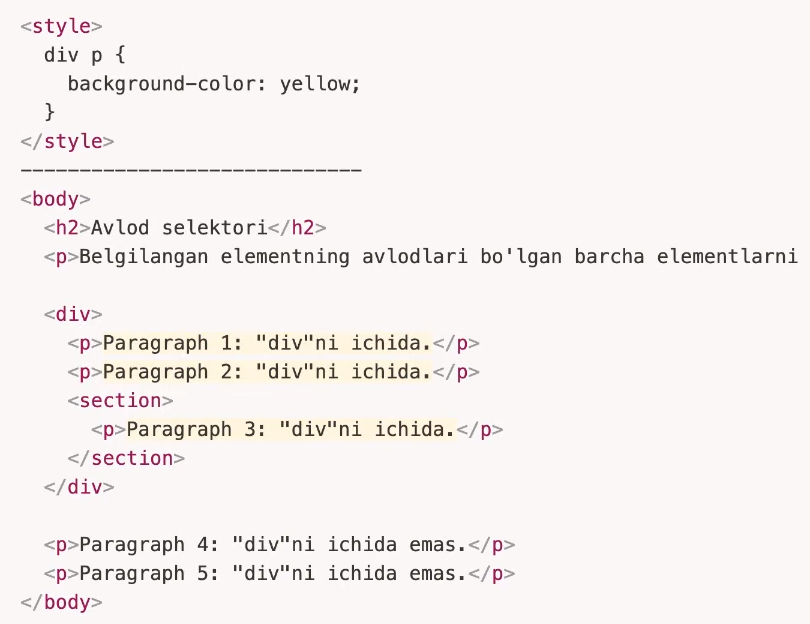 <style>
div p {
background-color: yellow;
}
</style>
-----------------------------
<body>
<h2>Avlod selektori</h2>
<p>Belgilangan elementning avlodlari bo'lgan barcha elementlarni
<div>
<p>Paragraph 1: "div"ni ichida.</p>
<p>Paragraph 2: "div"ni ichida.</p>
<section>
<p>Paragraph 3: "div"ni ichida.</p>
</section>
</div>
<p>Paragraph 4: "div"ni ichida emas.</p>
<p>Paragraph 5: "div"ni ichida emas.</p>
</body>